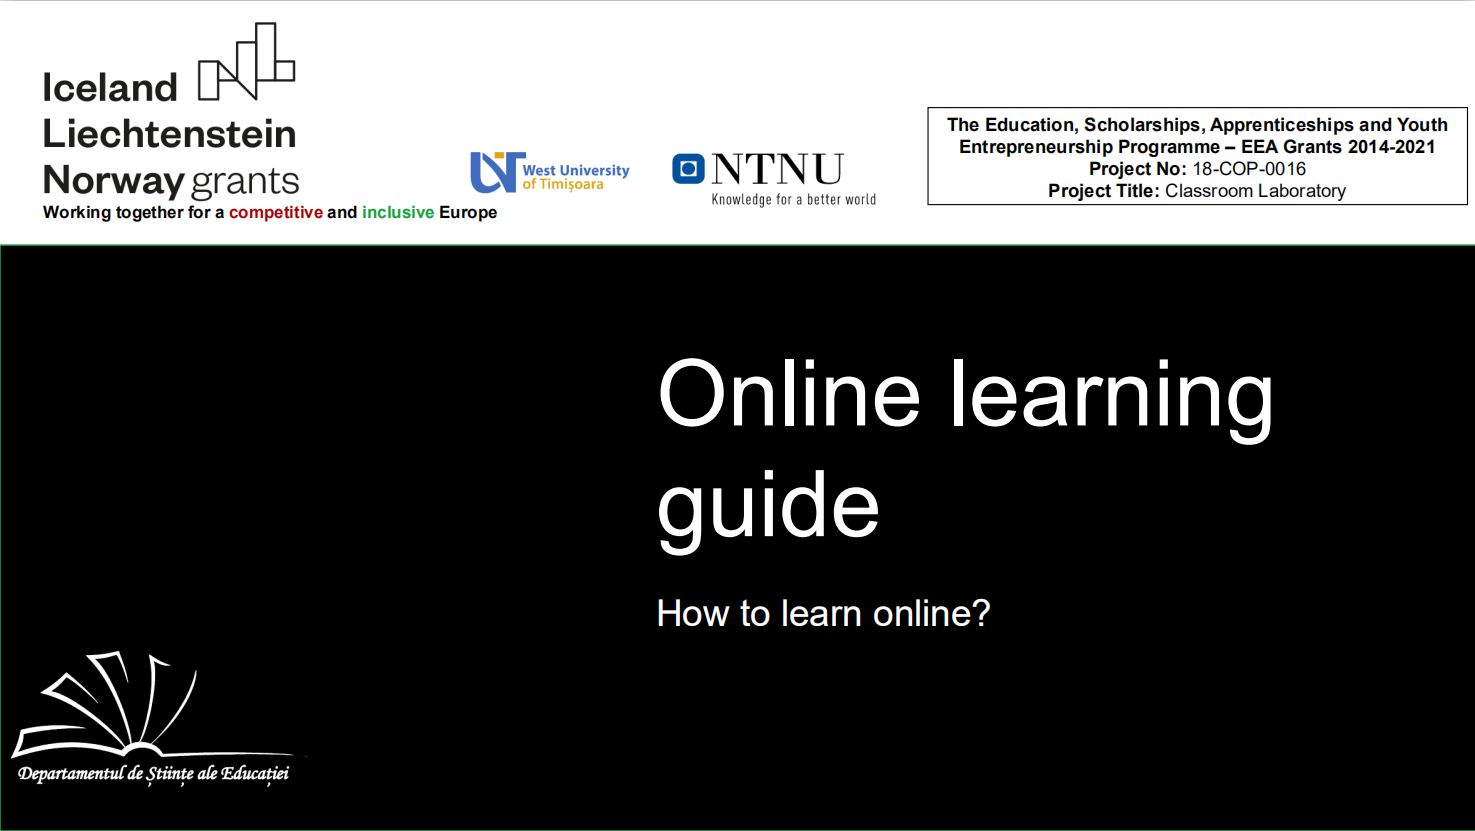 Iceland
Liechtenstein
Norway grants
Working together for a competitive and inclusive Europe
West University
of Timișoara
NTNU
Knowledge for a better world
The Education, Scholarships, Apprenticeships and Youth
Entrepreneurship Programme – EEA Grants 2014-2021
Project No: 18-COP-0016
Project Title: Classroom Laboratory
Online learning
guide
How to learn online?
Departamentul de Științe ale Educației